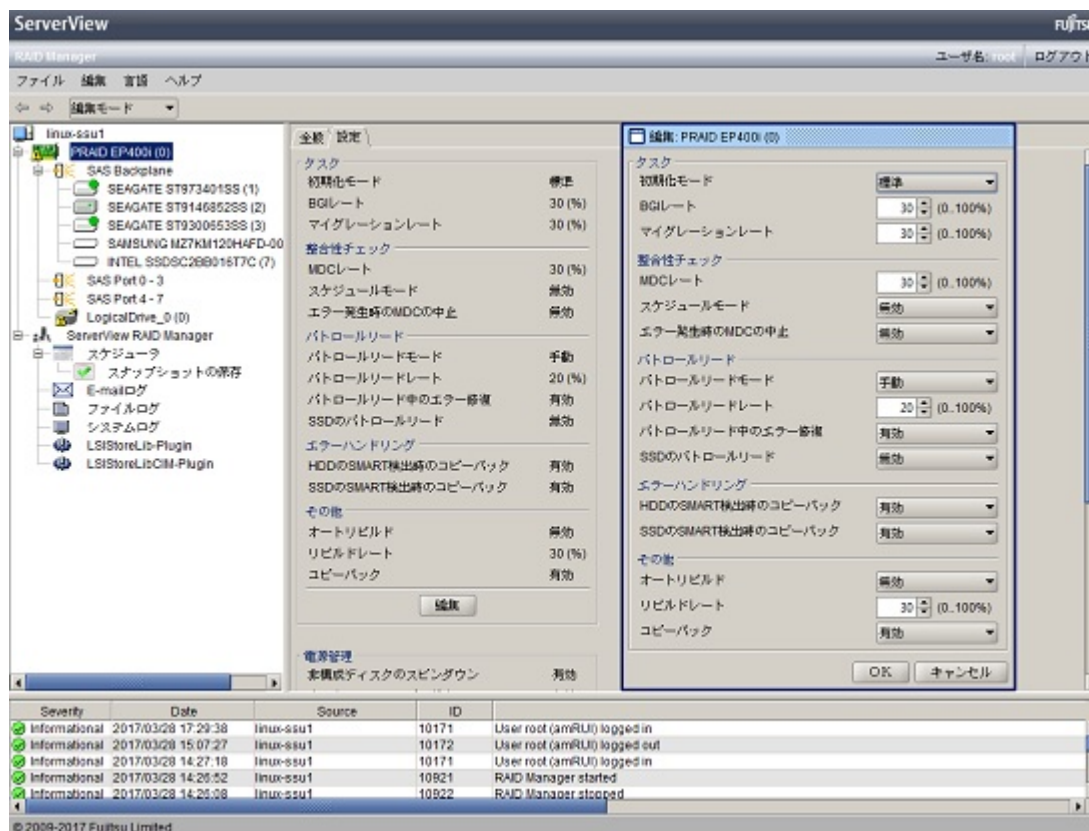 ServerView
RAID Manager
ユーザ名: root
ファイル 編集 言語 ヘルプ
編集モード
linux-ssu1
PRAID EP400i (0)
SAS Backplane
SEAGATE ST973401SS (1)
SEAGATE ST9146852SS (2)
SEAGATE ST9300653SS (3)
SAMSUNG MZ7KM120HAFD-00
INTEL SSDSC2BB016T7C (7)
SAS Port 0 - 3
SAS Port 4 - 7
LogicalDrive_0 (0)
ServerView RAID Manager
スケジューラ
スナップショットの保存
E-mailログ
ファイルログ
システムログ
LSIStoreLib-Plugin
LSIStoreLibCIM-Plugin
全般 設定
タスク
初期化モード 標準
BGIレート 30 (%)
マイグレーションレート 30 (%)
整合性チェック
MDCレート 30 (%)
スケジュールモード 無効
エラー発生時のMDCの中止 無効
パトロールリード
パトロールリードモード 手動
パトロールリードレート 20 (%)
パトロールリード中のエラー修復 有効
SSDのパトロールリード 無効
エラーハンドリング
HDDのSMART検出時のコピーバック 有効
SSDのSMART検出時のコピーバック 有効
その他
オートリビルド 無効
リビルドレート 30 (%)
コピーバック 有効
編集
電源管理
非構成ディスクのスピンダウン 有効
編集: PRAID EP400i (0)
タスク
初期化モード 標準
BGIレート 30 (0..100%)
マイグレーションレート 30 (0..100%)
整合性チェック
MDCレート 30 (0..100%)
スケジュールモード 無効
エラー発生時のMDCの中止 無効
パトロールリード
パトロールリードモード 手動
パトロールリードレート 20 (0..100%)
パトロールリード中のエラー修復 有効
SSDのパトロールリード 無効
エラーハンドリング
HDDのSMART検出時のコピーバック 有効
SSDのSMART検出時のコピーバック 有効
その他
オートリビルド 無効
リビルドレート 30 (0..100%)
コピーバック 有効
OK キャンセル
Severity Date Source ID
Informational 2017/03/28 17:29:38 linux-ssu1 10171 User root (amRUI) logged in
Informational 2017/03/28 15:07:27 linux-ssu1 10172 User root (amRUI) logged out
Informational 2017/03/28 14:27:18 linux-ssu1 10171 User root (amRUI) logged in
Informational 2017/03/28 14:26:52 linux-ssu1 10921 RAID Manager started
Informational 2017/03/28 14:26:08 linux-ssu1 10922 RAID Manager stopped
© 2009-2017 Fujitsu Limited